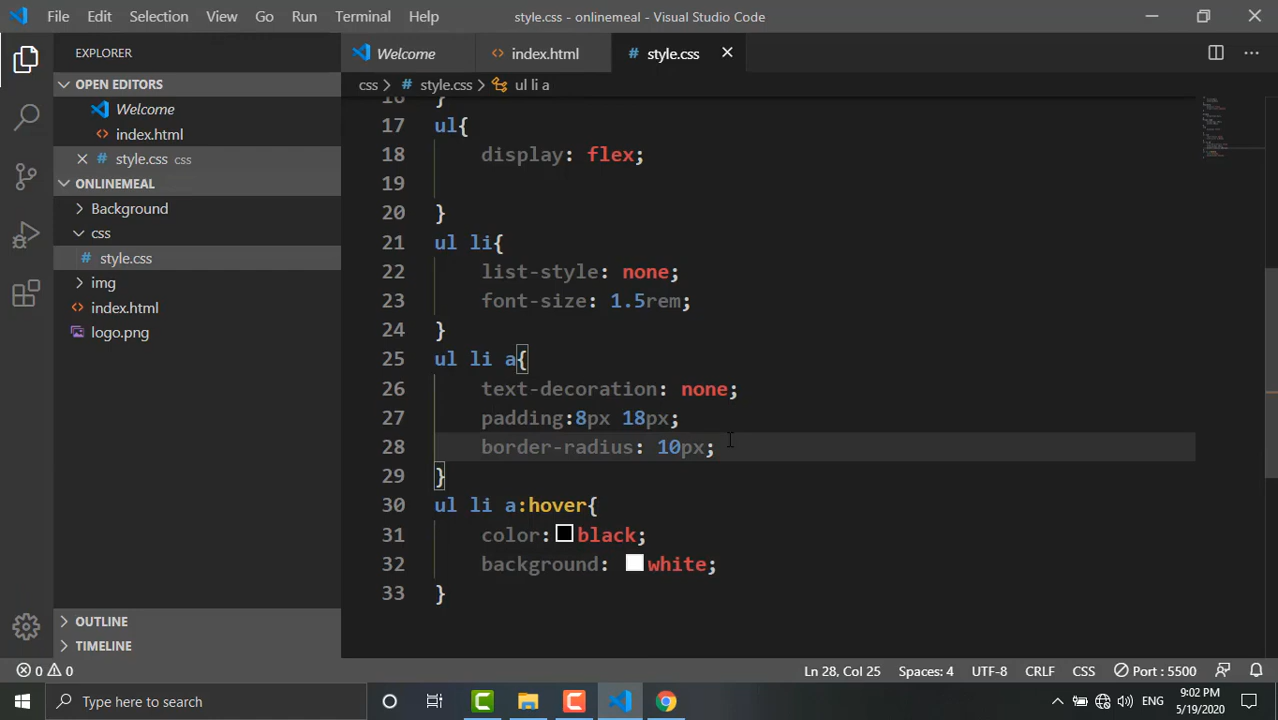 File Edit Selection View Go Run Terminal Help style.css - onlinemeal - Visual Studio Code
EXPLORER
OPEN EDITORS
Welcome
index.html
style.css css
ONLINEMEAL
Background
css
style.css
img
index.html
logo.png
OUTLINE
TIMELINE
Welcome index.html style.css
css > style.css > ul li a
16 }
17 ul{
18 display: flex;
19
20 }
21 ul li{
22 list-style: none;
23 font-size: 1.5rem;
24 }
25 ul li a{
26 text-decoration: none;
27 padding:8px 18px;
28 border-radius: 10px;
29 }
30 ul li a:hover{
31 color:black;
32 background: white;
33 }
0 0 Ln 28, Col 25 Spaces: 4 UTF-8 CRLF CSS Port : 5500
Type here to search ENG 9:02 PM
5/19/2020